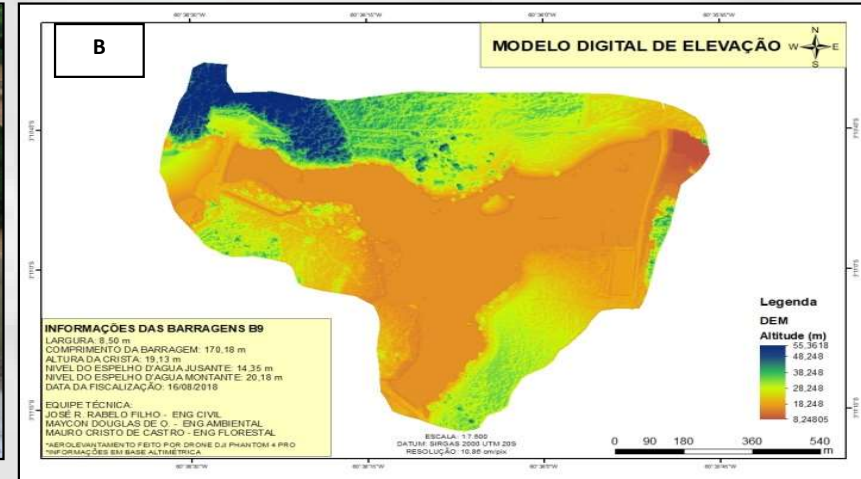 B
MODELO DIGITAL DE ELEVAÇÃO
N
W E
S
INFORMAÇÕES DAS BARRAGENS B9
LARGURA: 8,50 m
COMPRIMENTO DA BARRAGEM: 170,18 m
ALTURA DA CRISTA: 19,13 m
NIVEL DO ESPELHO D'AGUA JUSANTE: 14,35 m
NIVEL DO ESPELHO D'AGUA MONTANTE: 20,18 m
DATA DA FISCALIZAÇÃO: 16/08/2018
EQUIPE TÉCNICA:
JOSÉ R. RABELO FILHO - ENG CIVIL
MAYCON DOUGLAS DE O. - ENG AMBIENTAL
MAURO CRISTO DE CASTRO - ENG FLORESTAL
*AEROLEVANTAMENTO FEITO POR DRONE DJI PHANTOM 4 PRO
*INFORMAÇÕES EM BASE ALTIMÉTRICA
ESCALA: 1:7.500
DATUM: SIRGAS 2000 UTM 20S
RESOLUÇÃO: 10,86 cm/pix
Legenda
DEM
Altitude (m)
55,3618
48,248
38,248
28,248
18,248
8,24805
0 90 180 360 540
m